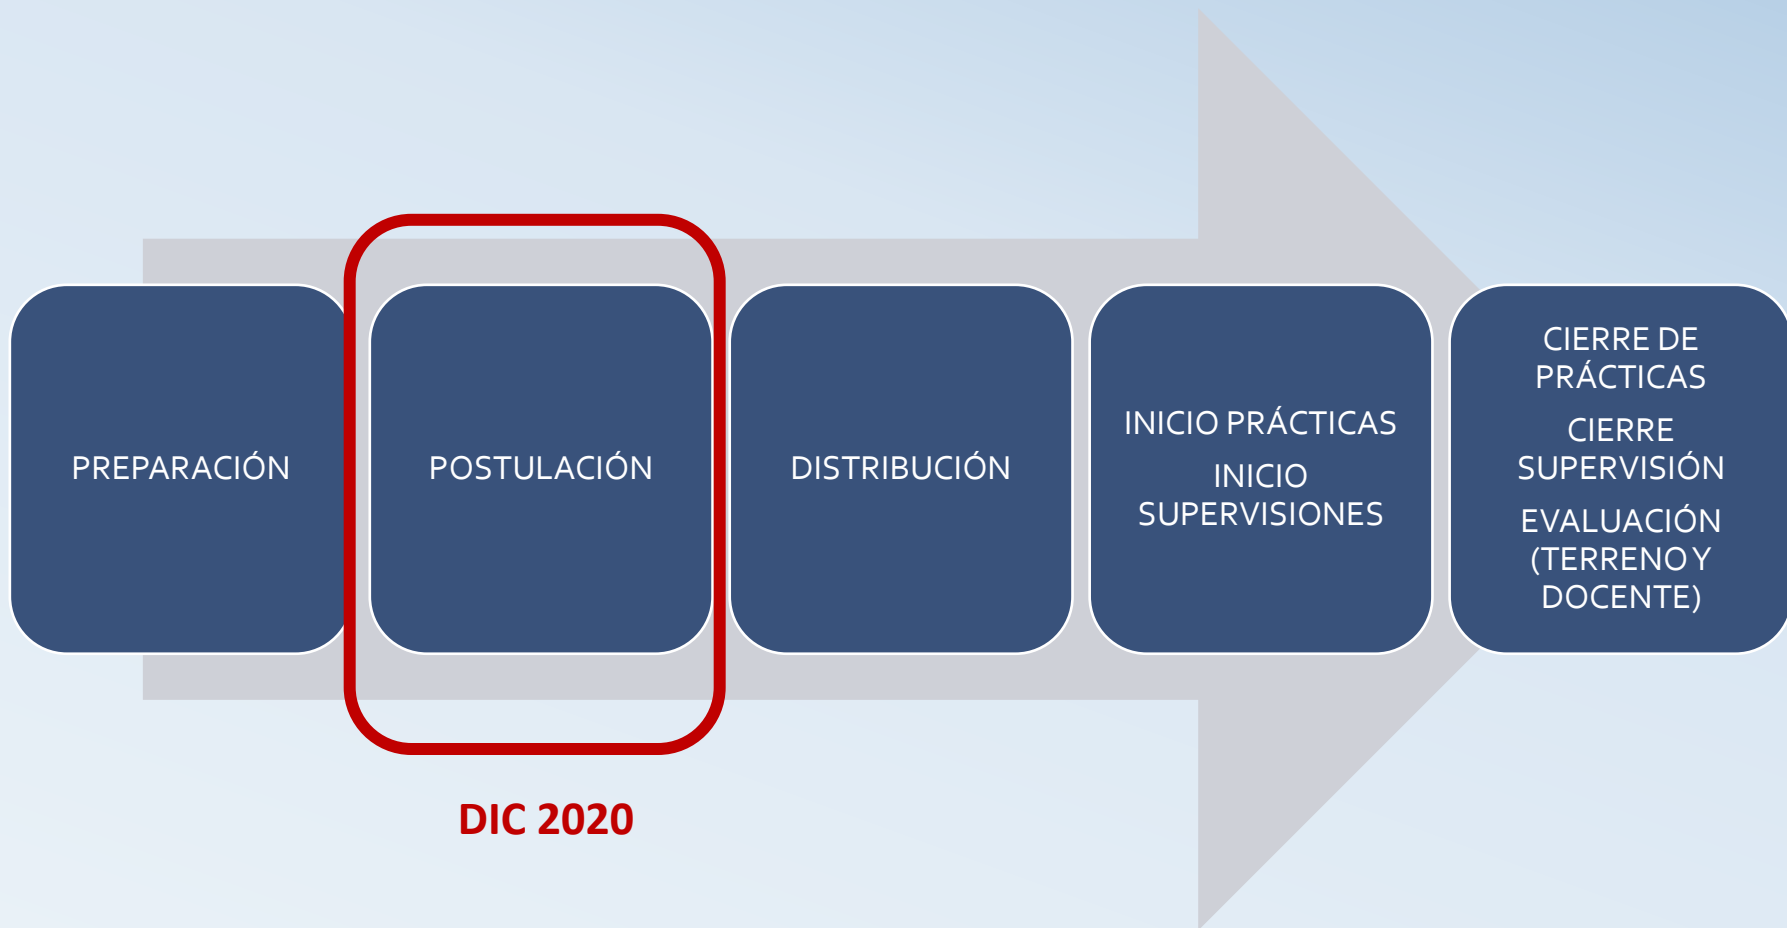 PREPARACIÓN
POSTULACIÓN
DISTRIBUCIÓN
INICIO PRÁCTICAS
INICIO
SUPERVISIONES
CIERRE DE
PRÁCTICAS
CIERRE
SUPERVISIÓN
EVALUACIÓN
(TERRENO Y
DOCENTE)
DIC 2020